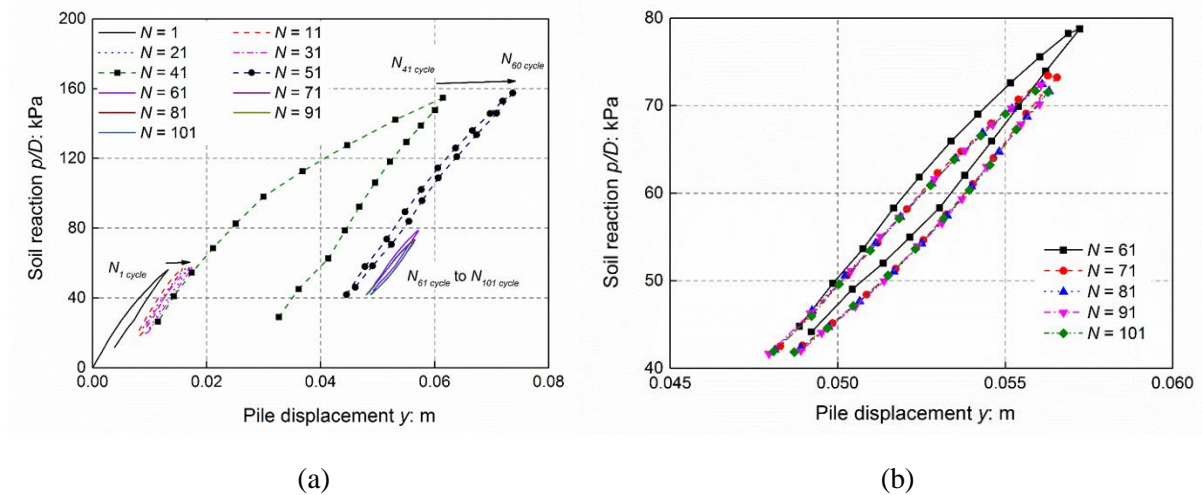 200
160
120
80
40
0
Soil reaction p/D: kPa
N = 1
N = 11
N = 21
N = 31
N = 41
N = 51
N = 61
N = 71
N = 81
N = 91
N = 101
N41 cycle
N60 cycle
N1 cycle
N61 cycle to N101 cycle
0.00 0.02 0.04 0.06 0.08
Pile displacement y: m
(a)
80
70
60
50
40
Soil reaction p/D: kPa
N = 61
N = 71
N = 81
N = 91
N = 101
0.045 0.050 0.055 0.060
Pile displacement y: m
(b)